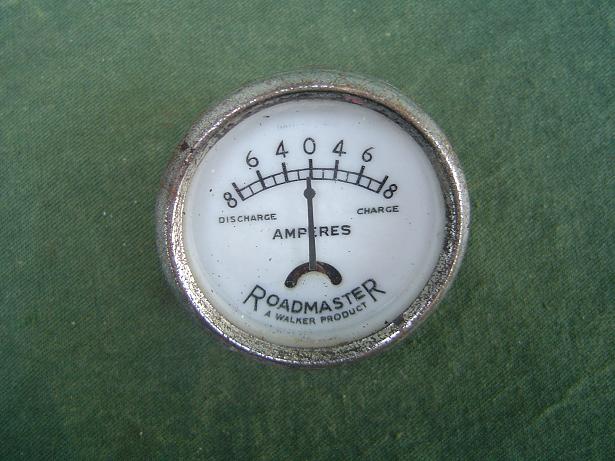 8 6 4 0 4 6 8
DISCHARGE CHARGE
AMPERES
ROADMASTER
A WALKER PRODUCT